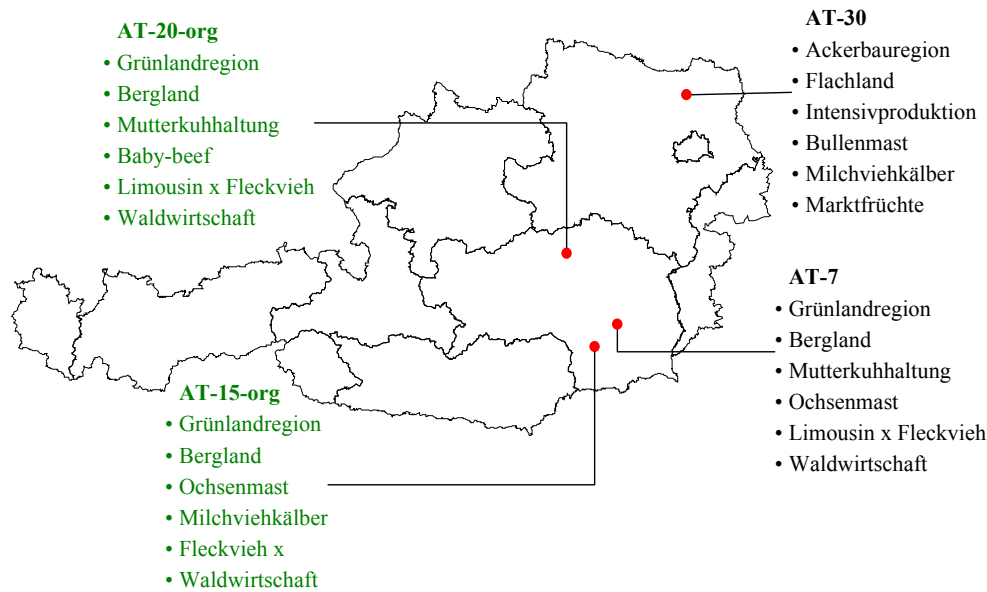 AT-20-org
• Grünlandregion
• Bergland
• Mutterkuhhaltung
• Baby-beef
• Limousin x Fleckvieh
• Waldwirtschaft
AT-30
• Ackerbauregion
• Flachland
• Intensivproduktion
• Bullenmast
• Milchviehkälber
• Marktfrüchte
AT-7
• Grünlandregion
• Bergland
• Mutterkuhhaltung
• Ochsenmast
• Limousin x Fleckvieh
• Waldwirtschaft
AT-15-org
• Grünlandregion
• Bergland
• Ochsenmast
• Milchviehkälber
• Fleckvieh x
• Waldwirtschaft